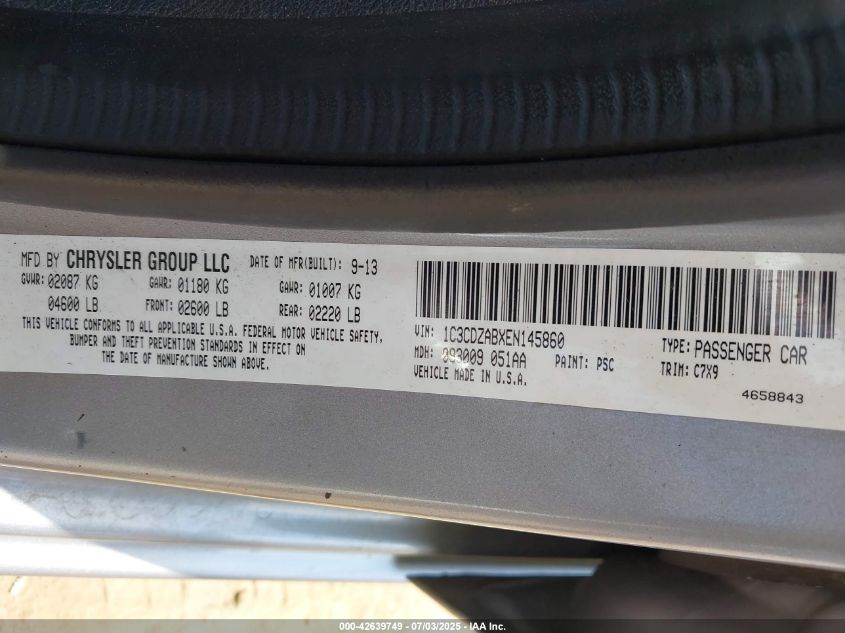 MFD BY CHRYSLER GROUP LLC DATE OF MFR(BUILT): 9-13
GVWR: 02087 KG GAWR: 01180 KG GAWR: 01007 KG
04600 LB FRONT: 02600 LB REAR: 02220 LB
THIS VEHICLE CONFORMS TO ALL APPLICABLE U.S.A. FEDERAL MOTOR VEHICLE SAFETY,
BUMPER AND THEFT PREVENTION STANDARDS IN EFFECT ON
THE DATE OF MANUFACTURE SHOWN ABOVE.
VIN: 1C3CDZABXEN145860 TYPE: PASSENGER CAR
MDH: 093009 051AA PAINT: PSC TRIM: C7X9
VEHICLE MADE IN U.S.A.
4658843
000-42639749 - 07/03/2025 - IAA Inc.